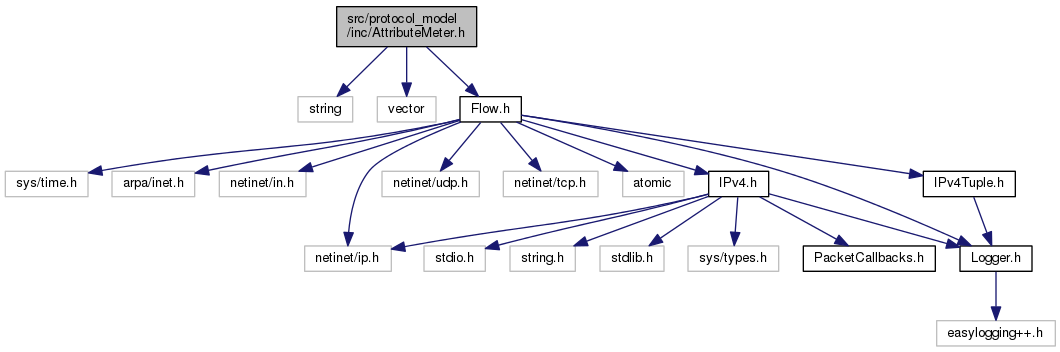 src/protocol_model
/inc/AttributeMeter.h
string
vector
Flow.h
sys/time.h
arpa/inet.h
netinet/in.h
netinet/udp.h
netinet/tcp.h
atomic
IPv4.h
IPv4Tuple.h
netinet/ip.h
stdio.h
string.h
stdlib.h
sys/types.h
PacketCallbacks.h
Logger.h
easylogging++.h